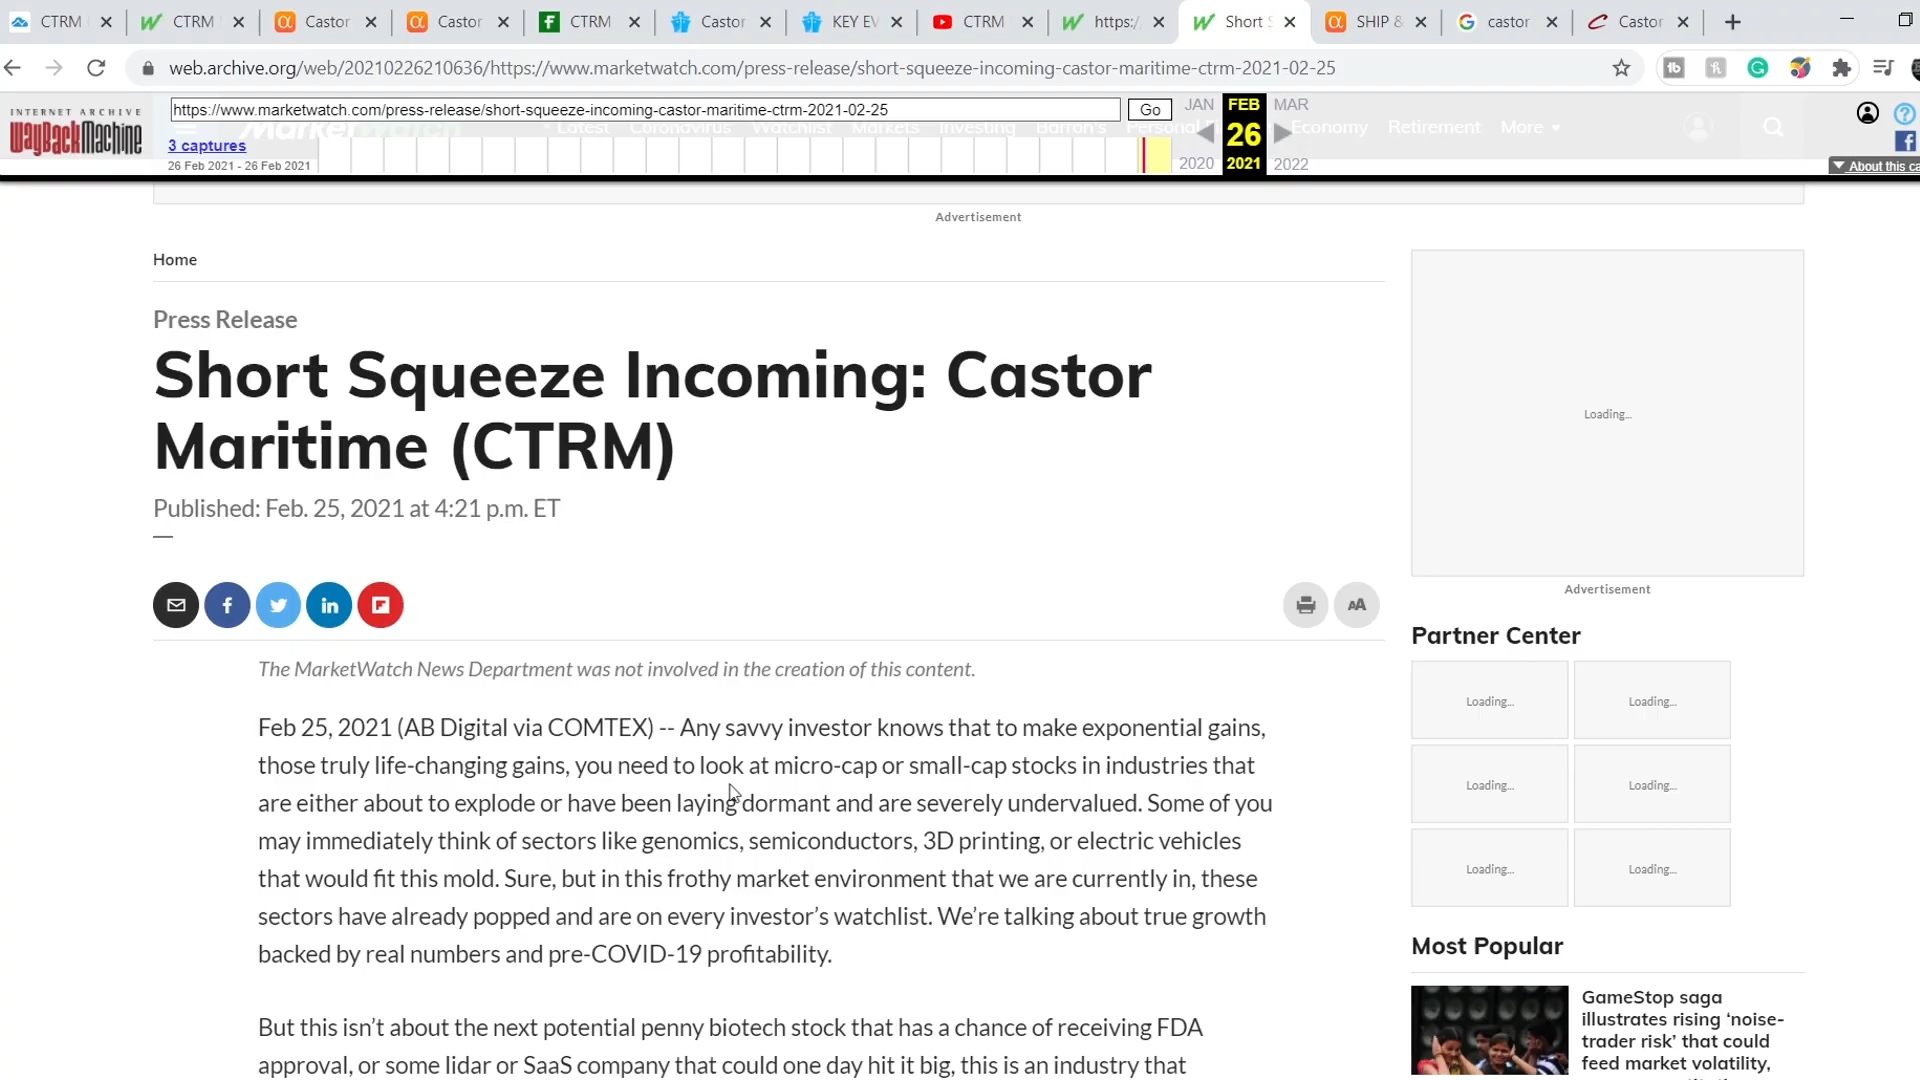 CTRM
CTRM
Castor
Castor
CTRM
Castor
KEY EV
CTRM
https:/
Short S
SHIP &
castor
Castor
web.archive.org/web/20210226210636/https://www.marketwatch.com/press-release/short-squeeze-incoming-castor-maritime-ctrm-2021-02-25
INTERNET ARCHIVE
WayBackMachine
https://www.marketwatch.com/press-release/short-squeeze-incoming-castor-maritime-ctrm-2021-02-25
Go
JAN FEB MAR
26
2020 2021 2022
3 captures
26 Feb 2021 - 26 Feb 2021
Latest Coronavirus Watchlist Markets Investing Barron's Personal F Economy Retirement More
About this ca
Advertisement
Home
Press Release
Short Squeeze Incoming: Castor
Maritime (CTRM)
Published: Feb. 25, 2021 at 4:21 p.m. ET
AA
The MarketWatch News Department was not involved in the creation of this content.
Feb 25, 2021 (AB Digital via COMTEX) -- Any savvy investor knows that to make exponential gains,
those truly life-changing gains, you need to look at micro-cap or small-cap stocks in industries that
are either about to explode or have been laying dormant and are severely undervalued. Some of you
may immediately think of sectors like genomics, semiconductors, 3D printing, or electric vehicles
that would fit this mold. Sure, but in this frothy market environment that we are currently in, these
sectors have already popped and are on every investor's watchlist. We're talking about true growth
backed by real numbers and pre-COVID-19 profitability.
But this isn't about the next potential penny biotech stock that has a chance of receiving FDA
approval, or some lidar or SaaS company that could one day hit it big, this is an industry that
Loading...
Advertisement
Partner Center
Loading...
Loading...
Loading...
Loading...
Loading...
Loading...
Most Popular
GameStop saga
illustrates rising 'noise-
trader risk' that could
feed market volatility,